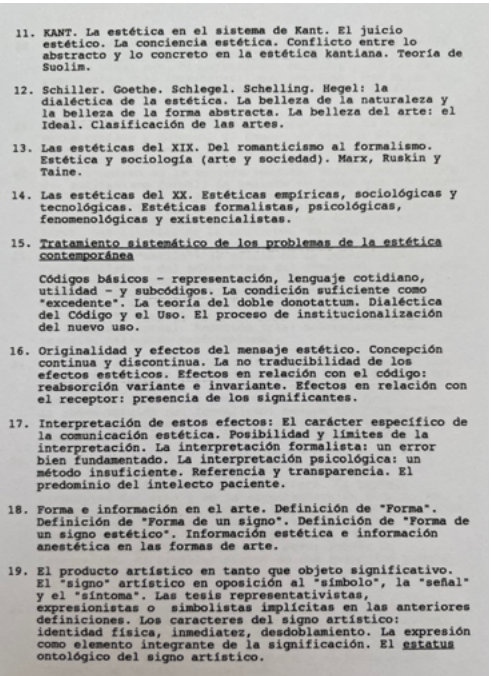 11. KANT. La estética en el sistema de Kant. El juicio
estético. La conciencia estética. Conflicto entre lo
abstracto y lo concreto en la estética kantiana. Teoría de
Suolim.
12. Schiller. Goethe. Schlegel. Schelling. Hegel: la
dialéctica de la estética. La belleza de la naturaleza y
la belleza de la forma abstracta. La belleza del arte: el
Ideal. Clasificación de las artes.
13. Las estéticas del XIX. Del romanticismo al formalismo.
Estética y sociología (arte y sociedad). Marx, Ruskin y
Taine.
14. Las estéticas del XX. Estéticas empíricas, sociológicas y
tecnológicas. Estéticas formalistas, psicológicas,
fenomenológicas y existencialistas.
15. Tratamiento sistemático de los problemas de la estética
contemporánea
Códigos básicos - representación, lenguaje cotidiano,
utilidad - y subcódigos. La condición suficiente como
"excedente". La teoría del doble donotattum. Dialéctica
del Código y el Uso. El proceso de institucionalización
del nuevo uso.
16. Originalidad y efectos del mensaje estético. Concepción
continua y discontinua. La no traducibilidad de los
efectos estéticos. Efectos en relación con el código:
reabsorción variante e invariante. Efectos en relación con
el receptor: presencia de los significantes.
17. Interpretación de estos efectos: El carácter específico de
la comunicación estética. Posibilidad y límites de la
interpretación. La interpretación formalista: un error
bien fundamentado. La interpretación psicológica: un
método insuficiente. Referencia y transparencia. El
predominio del intelecto paciente.
18. Forma e información en el arte. Definición de "Forma".
Definición de "Forma de un signo". Definición de "Forma de
un signo estético". Información estética e información
anestética en las formas de arte.
19. El producto artístico en tanto que objeto significativo.
El "signo" artístico en oposición al "símbolo", la "señal"
y el "síntoma". Las tesis representativistas,
expresionistas o simbolistas implícitas en las anteriores
definiciones. Los caracteres del signo artístico:
identidad física, inmediatez, desdoblamiento. La expresión
como elemento integrante de la significación. El estatus
ontológico del signo artístico.